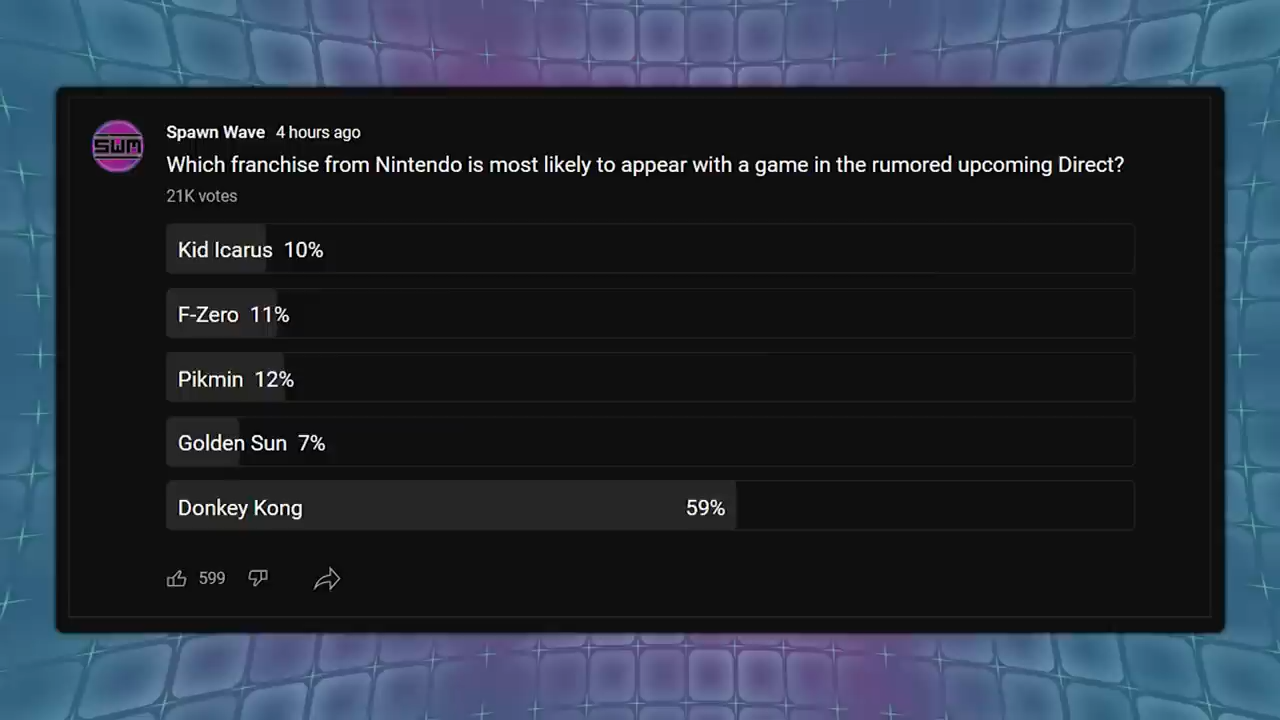 SWM
Spawn Wave 4 hours ago
Which franchise from Nintendo is most likely to appear with a game in the rumored upcoming Direct?
21K votes
Kid Icarus 10%
F-Zero 11%
Pikmin 12%
Golden Sun 7%
Donkey Kong 59%
599